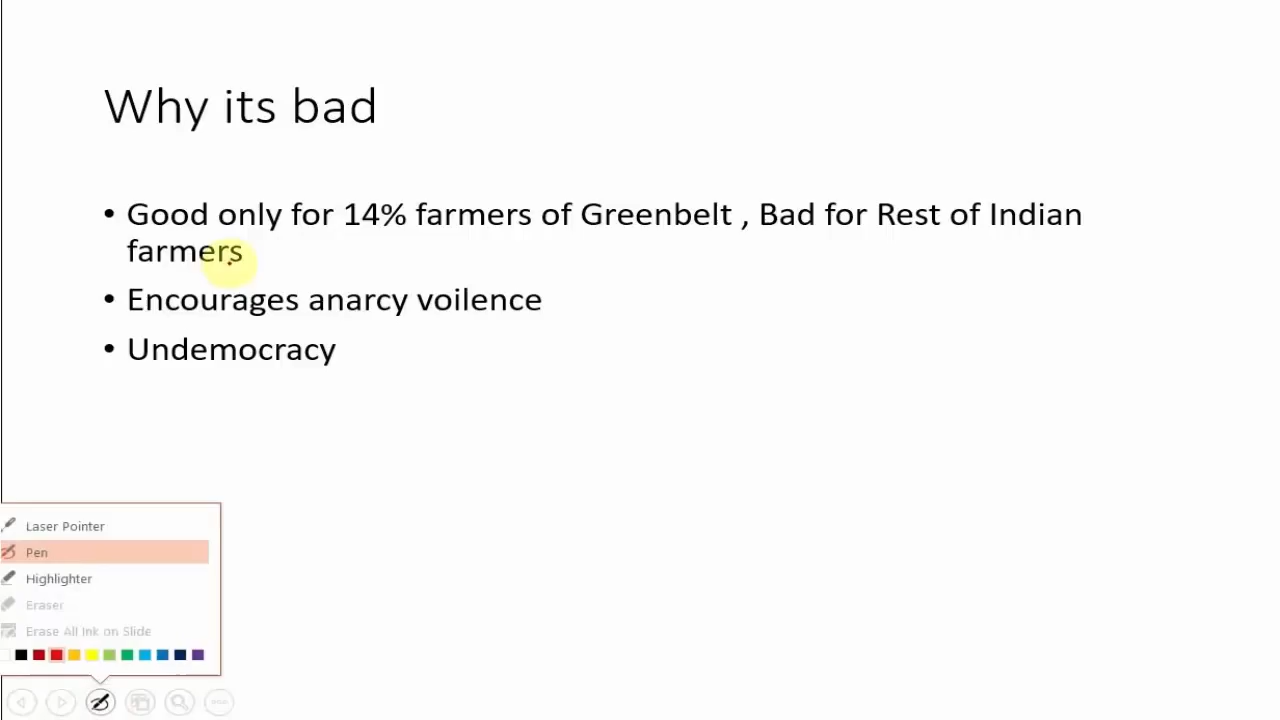 Why its bad
• Good only for 14% farmers of Greenbelt , Bad for Rest of Indian
farmers
• Encourages anarcy voilence
• Undemocracy
Laser Pointer
Pen
Highlighter
Eraser
Erase All Ink on Slide